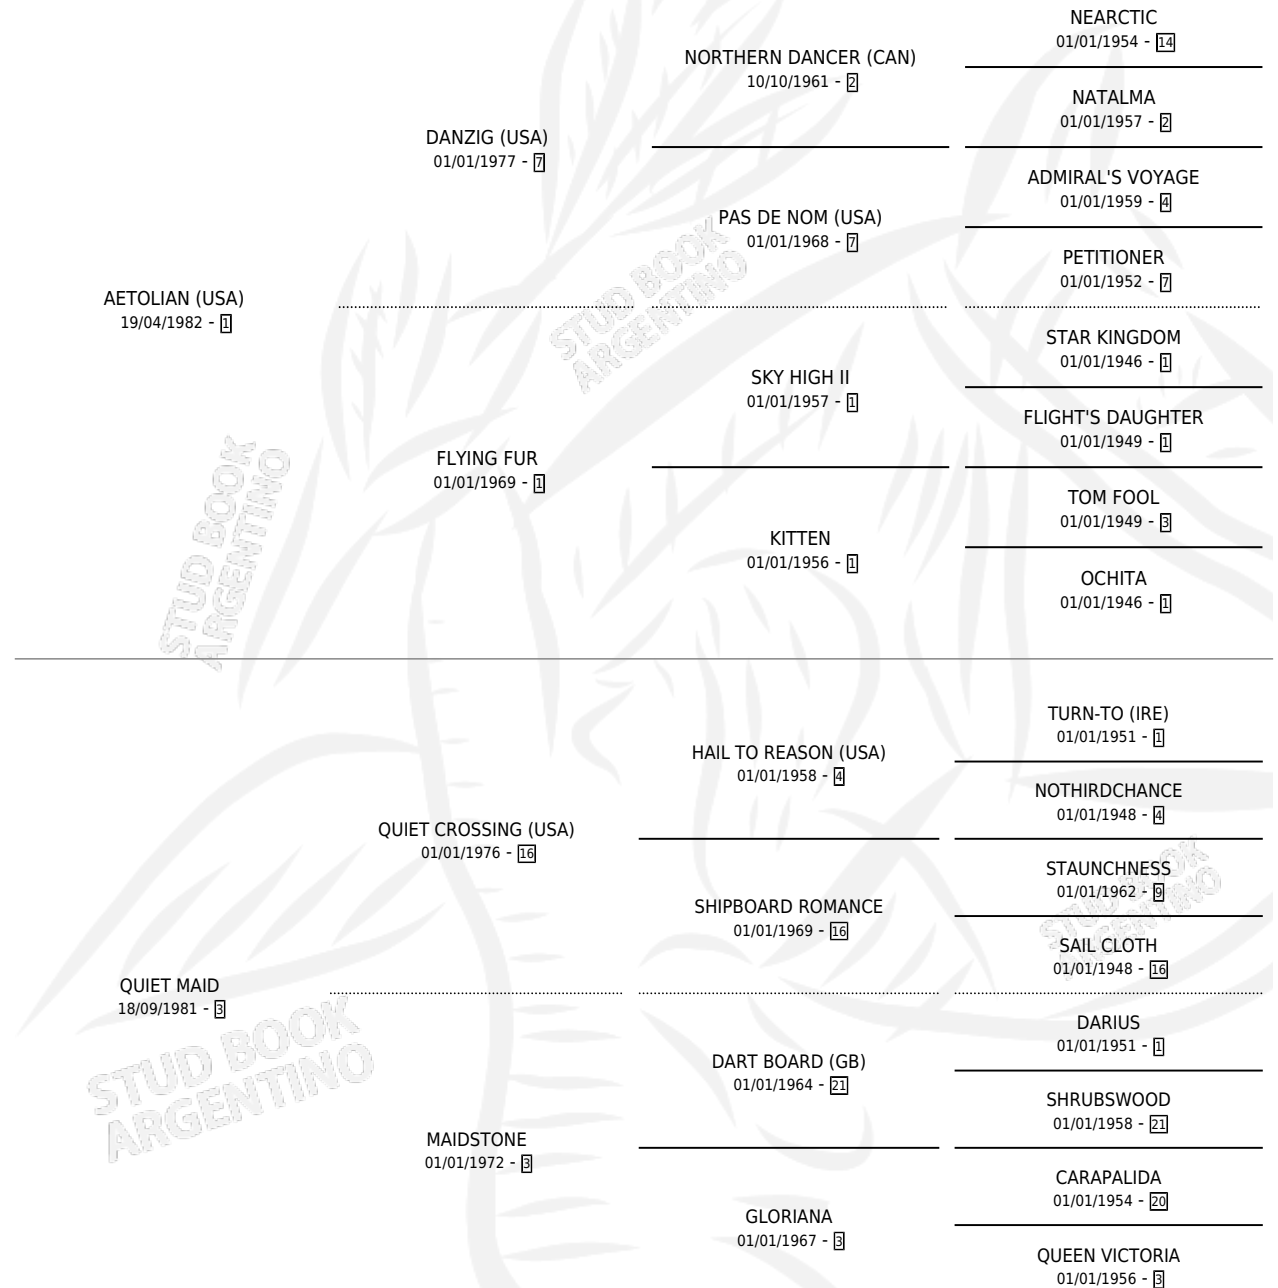 NEARCTIC
01/01/1954 - 14
NORTHERN DANCER (CAN)
10/10/1961 - 2
NATALMA
01/01/1957 - 2
DANZIG (USA)
01/01/1977 - 7
ADMIRAL'S VOYAGE
01/01/1959 - 4
PAS DE NOM (USA)
01/01/1968 - 7
PETITIONER
01/01/1952 - 7
AETOLIAN (USA)
19/04/1982 - 1
STUD BOOK
ARGENTINO
STAR KINGDOM
01/01/1946 - 1
SKY HIGH II
01/01/1957 - 1
FLIGHT'S DAUGHTER
01/01/1949 - 1
FLYING FUR
01/01/1969 - 1
TOM FOOL
01/01/1949 - 3
KITTEN
01/01/1956 - 1
OCHITA
01/01/1946 - 1
STUD BOOK
ARGENTINO
TURN-TO (IRE)
01/01/1951 - 1
HAIL TO REASON (USA)
01/01/1958 - 4
NOTHIRDCHANCE
01/01/1948 - 4
QUIET CROSSING (USA)
01/01/1976 - 16
STAUNCHNESS
01/01/1962 - 9
SHIPBOARD ROMANCE
01/01/1969 - 16
STUD BOOK
ARGENTINO
SAIL CLOTH
01/01/1948 - 16
QUIET MAID
18/09/1981 - 3
DARIUS
01/01/1951 - 1
STUD BOOK
ARGENTINO
DART BOARD (GB)
01/01/1964 - 21
SHRUBSWOOD
01/01/1958 - 21
MAIDSTONE
01/01/1972 - 3
CARAPALIDA
01/01/1954 - 20
GLORIANA
01/01/1967 - 3
QUEEN VICTORIA
01/01/1956 - 3